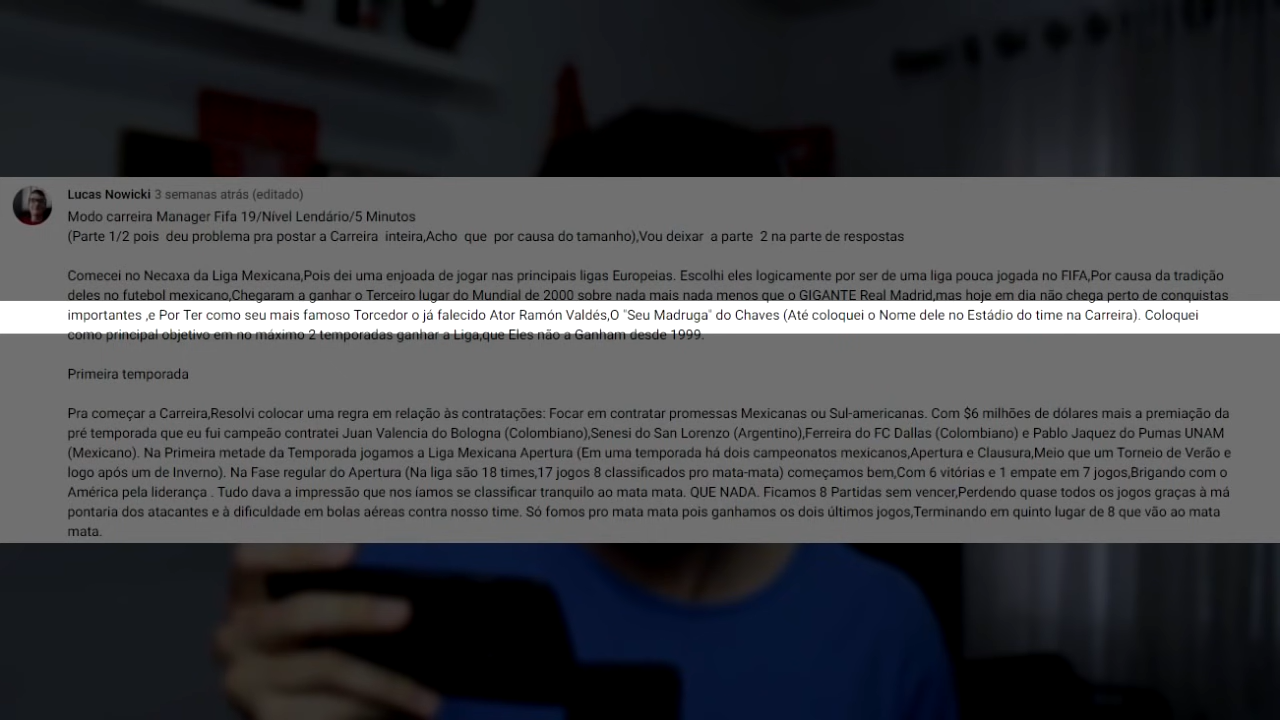 Lucas Nowicki 3 semanas atrás (editado)
Modo carreira Manager Fifa 19/Nível Lendário/5 Minutos
(Parte 1/2 pois deu problema pra postar a Carreira inteira,Acho que por causa do tamanho),Vou deixar a parte 2 na parte de respostas
Comecei no Necaxa da Liga Mexicana,Pois dei uma enjoada de jogar nas principais ligas Europeias. Escolhi eles logicamente por ser de uma liga pouca jogada no FIFA,Por causa da tradição
deles no futebol mexicano,Chegaram a ganhar o Terceiro lugar do Mundial de 2000 sobre nada mais nada menos que o GIGANTE Real Madrid,mas hoje em dia não chega perto de conquistas
importantes ,e Por Ter como seu mais famoso Torcedor o já falecido Ator Ramón Valdés,O "Seu Madruga" do Chaves (Até coloquei o Nome dele no Estádio do time na Carreira). Coloquei
como principal objetivo em no máximo 2 temporadas ganhar a Liga,que Eles não a Ganham desde 1999.
Primeira temporada
Pra começar a Carreira,Resolvi colocar uma regra em relação às contratações: Focar em contratar promessas Mexicanas ou Sul-americanas. Com $6 milhões de dólares mais a premiação da
pré temporada que eu fui campeão contratei Juan Valencia do Bologna (Colombiano),Senesi do San Lorenzo (Argentino),Ferreira do FC Dallas (Colombiano) e Pablo Jaquez do Pumas UNAM
(Mexicano). Na Primeira metade da Temporada jogamos a Liga Mexicana Apertura (Em uma temporada há dois campeonatos mexicanos,Apertura e Clausura,Meio que um Torneio de Verão e
logo após um de Inverno). Na Fase regular do Apertura (Na liga são 18 times,17 jogos 8 classificados pro mata-mata) começamos bem,Com 6 vitórias e 1 empate em 7 jogos,Brigando com o
América pela liderança . Tudo dava a impressão que nos íamos se classificar tranquilo ao mata mata. QUE NADA. Ficamos 8 Partidas sem vencer,Perdendo quase todos os jogos graças à má
pontaria dos atacantes e à dificuldade em bolas aéreas contra nosso time. Só fomos pro mata mata pois ganhamos os dois últimos jogos,Terminando em quinto lugar de 8 que vão ao mata
mata.